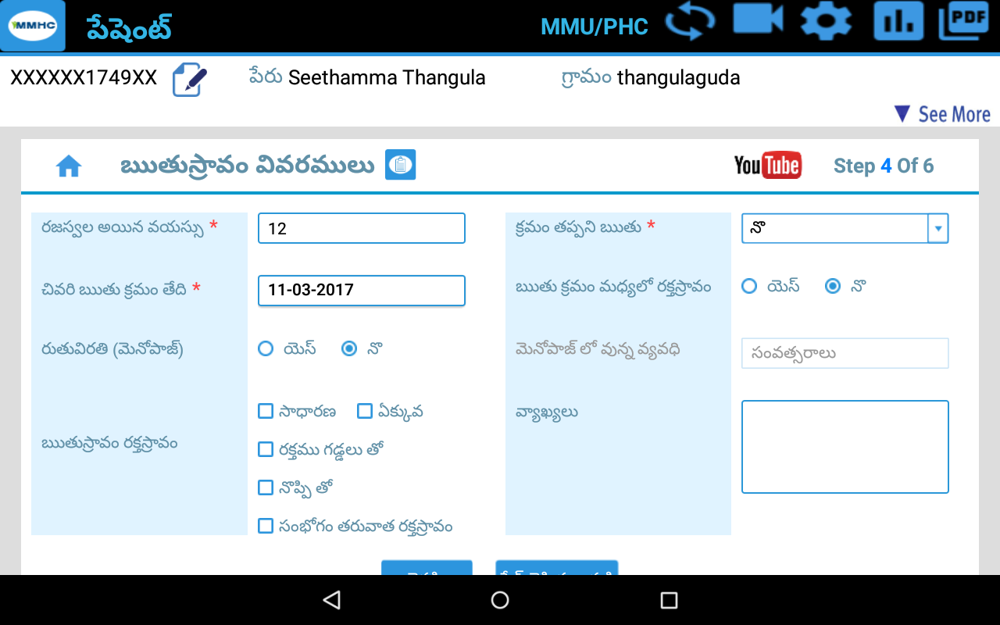 MMHC పేషెంట్ MMU/PHC PDF
XXXXXX1749XX పేరు Seethamma Thangula గ్రామం thangulaguda
▼ See More
ఋతుస్రావం వివరములు YouTube Step 4 Of 6
రజస్వల అయిన వయస్సు * 12 క్రమం తప్పని ఋతు * నొ
చివరి ఋతు క్రమం తేది * 11-03-2017 ఋతు క్రమం మధ్యలో రక్తస్రావం యెస్ నొ
రుతువిరతి (మెనోపాజ్) యెస్ నొ మెనోపాజ్ లో వున్న వ్యవధి సంవత్సరాలు
ఋతుస్రావం రక్తస్రావం సాధారణ ఏక్కువ వ్యాఖ్యలు
రక్తము గడ్డలు తో
నొప్పి తో
సంభోగం తరువాత రక్తస్రావం